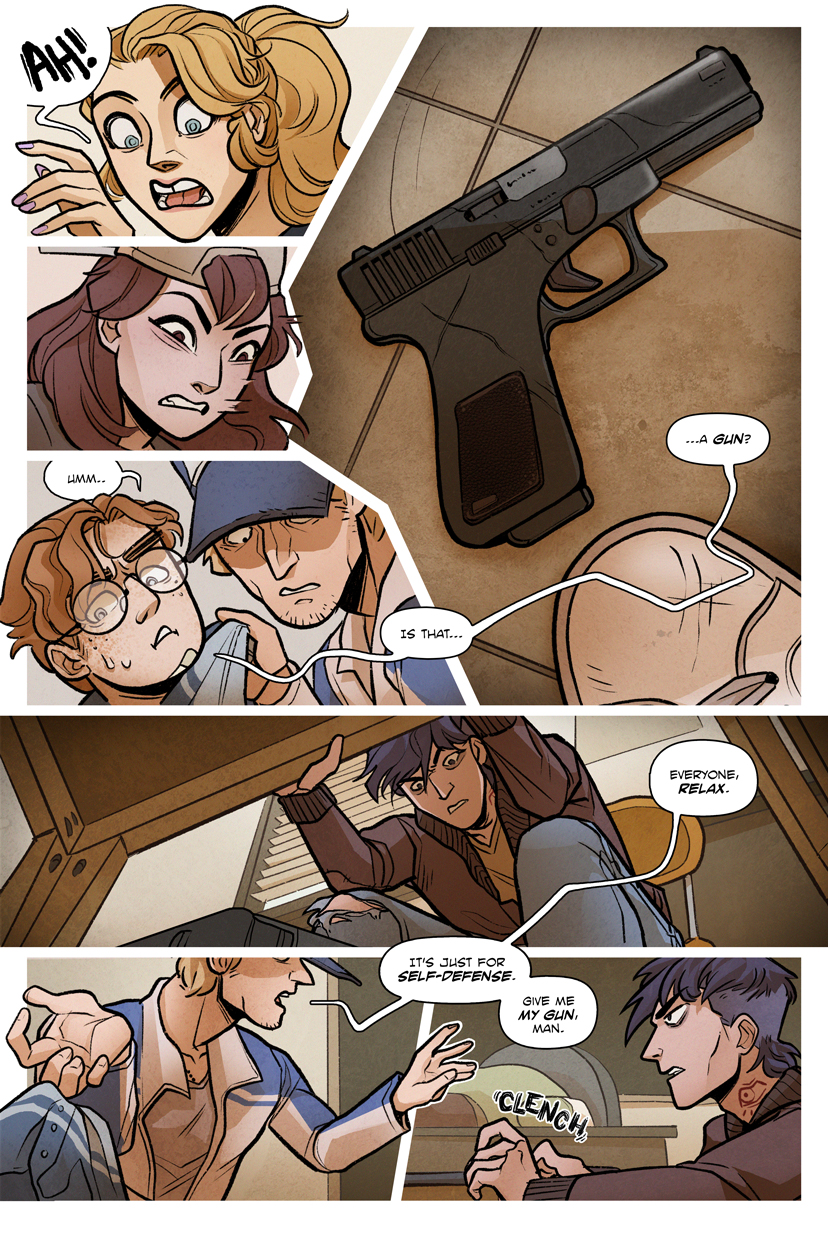 AH!
UMM..
IS THAT...
...A GUN?
EVERYONE,
RELAX.
IT'S JUST FOR
SELF-DEFENSE.
GIVE ME
MY GUN,
MAN.
CLENCH